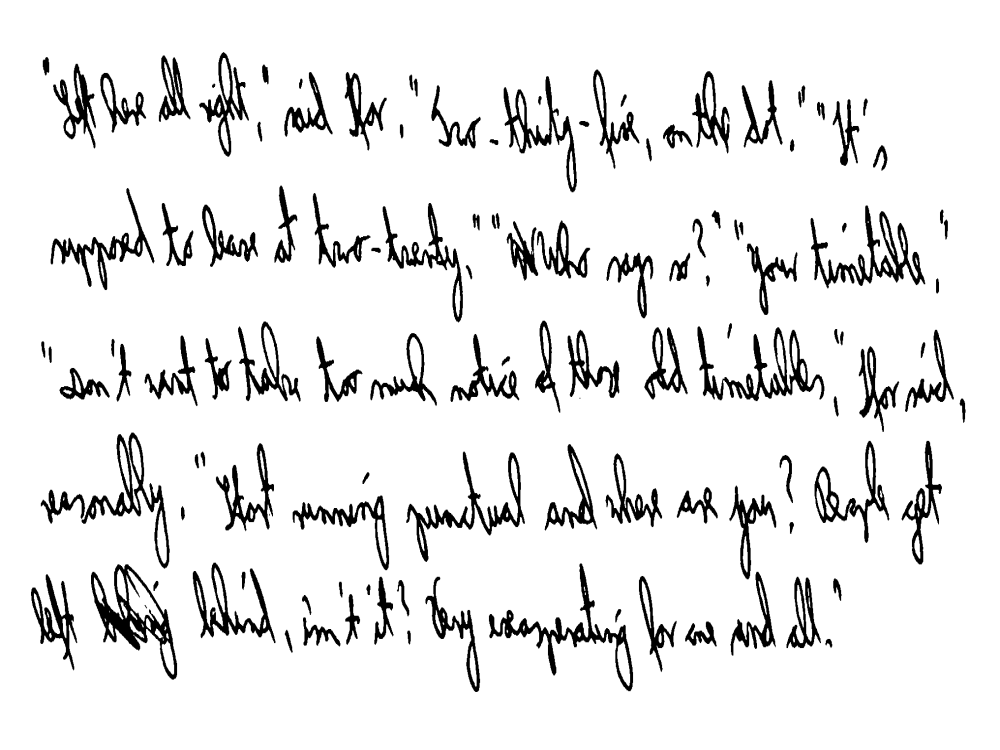 "Left here all right," said Ifor. "Two-thirty-five, on the dot." "It's
supposed to leave at two-twenty." "Who says so?" "Your timetable."
"Don't want to take too much notice of those old timetables," Ifor said,
reasonably. "Start running punctual and where are you? People get
left behind, isn't it? Very exasperating for one and all."